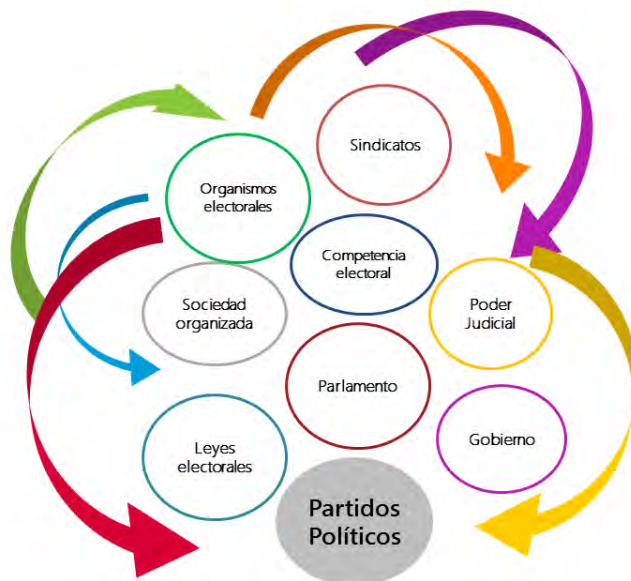 Sindicatos
Organismos
electorales
Competencia
electoral
Sociedad
organizada
Poder
Judicial
Parlamento
Leyes
electorales
Gobierno
Partidos
Políticos